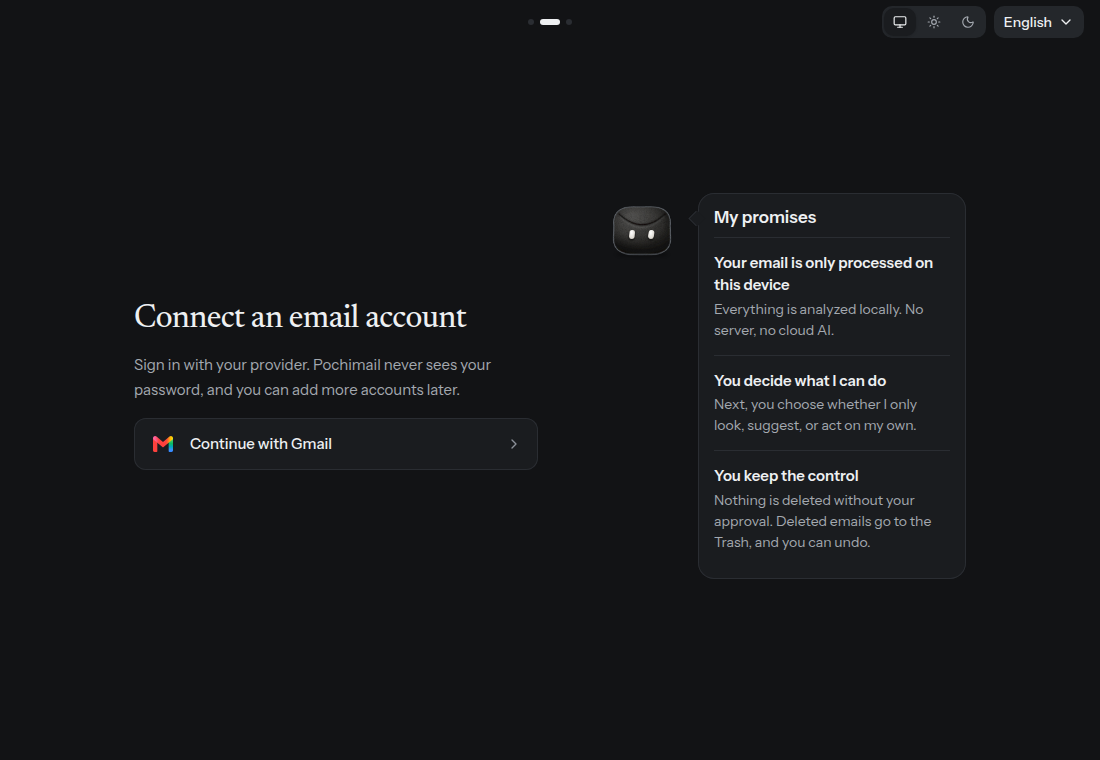 English
Connect an email account
Sign in with your provider. Pochimail never sees your
password, and you can add more accounts later.
Continue with Gmail
My promises
Your email is only processed on
this device
Everything is analyzed locally. No
server, no cloud AI.
You decide what I can do
Next, you choose whether I only
look, suggest, or act on my own.
You keep the control
Nothing is deleted without your
approval. Deleted emails go to the
Trash, and you can undo.